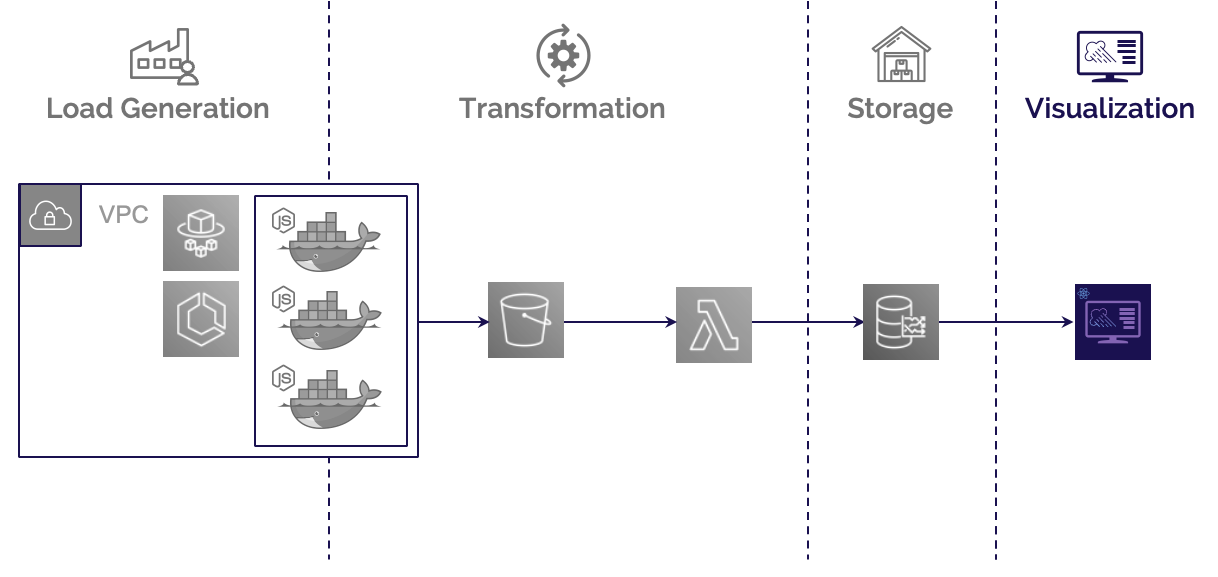 Load Generation
Transformation
Storage
Visualization
VPC
JS
JS
JS